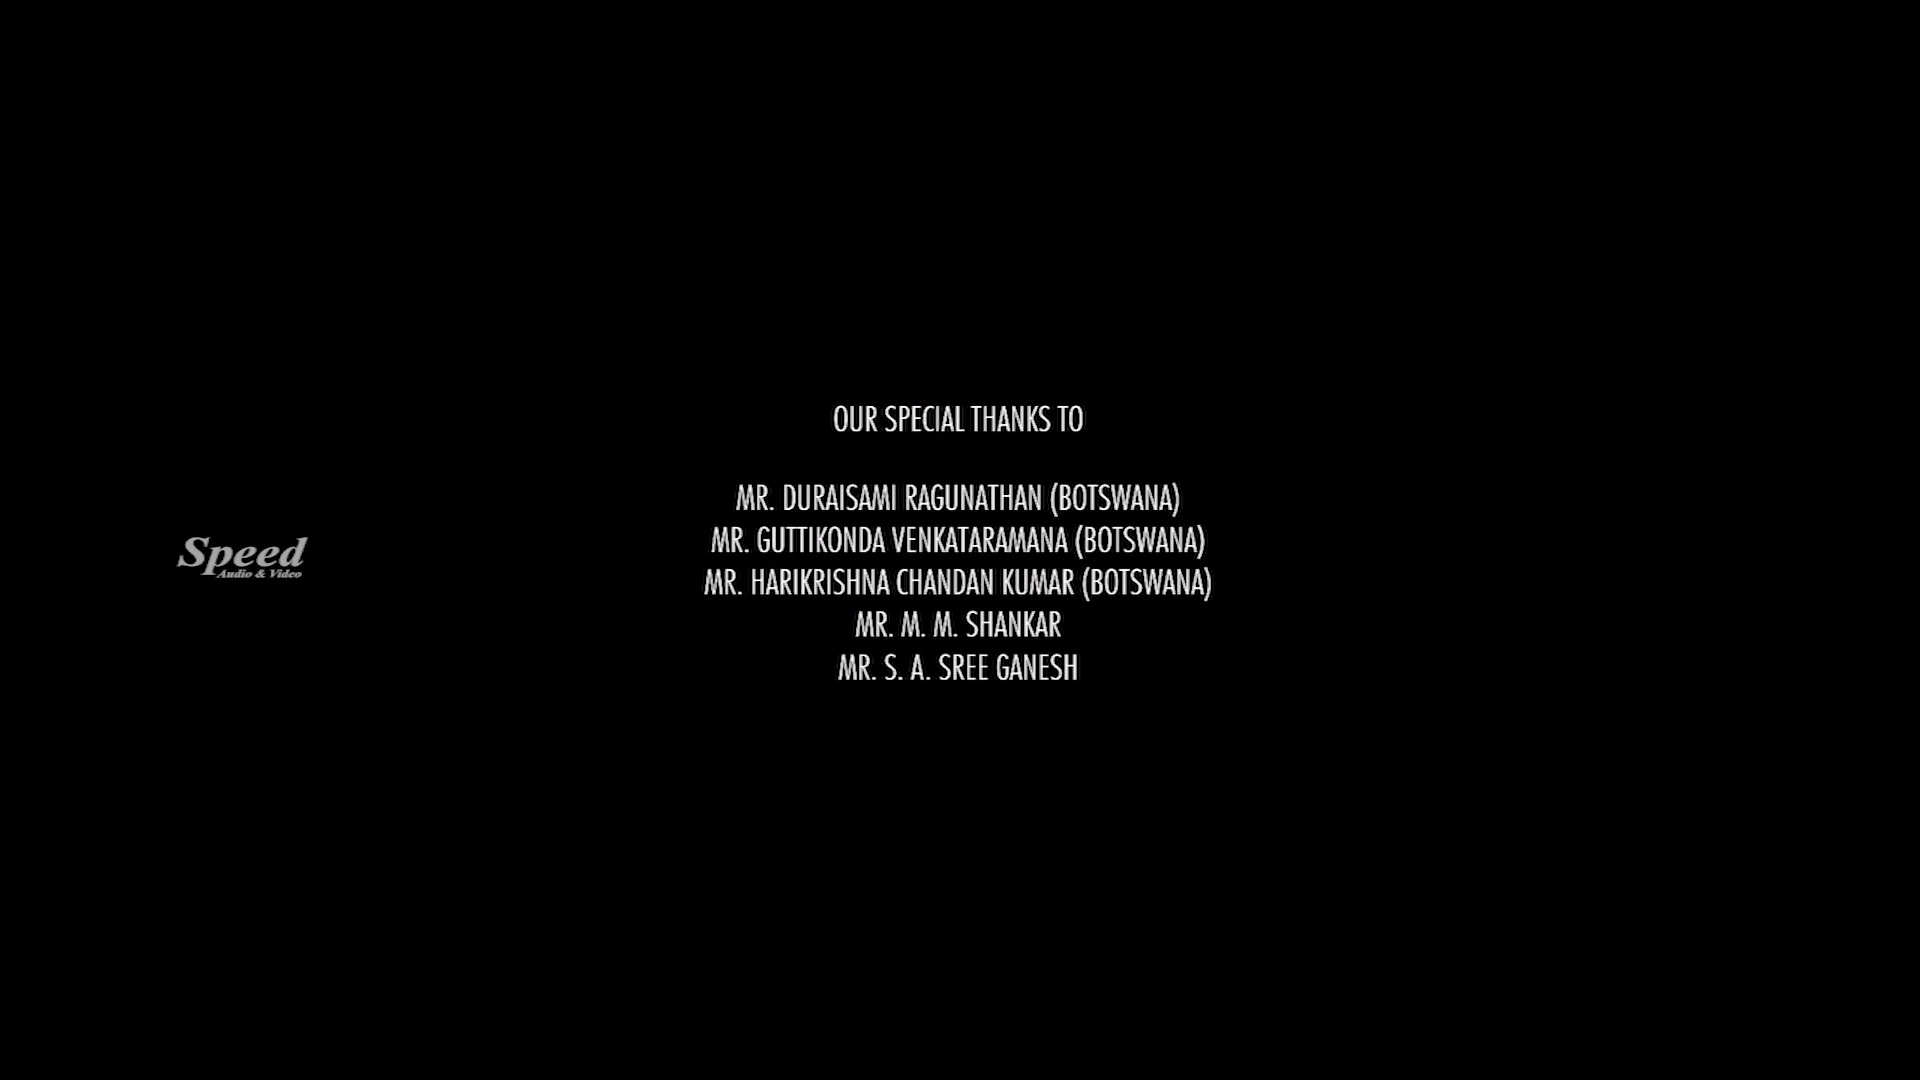 OUR SPECIAL THANKS TO
MR. DURAISAMI RAGUNATHAN (BOTSWANA)
MR. GUTTIKONDA VENKATARAMANA (BOTSWANA)
MR. HARIKRISHNA CHANDAN KUMAR (BOTSWANA)
MR. M. M. SHANKAR
MR. S. A. SREE GANESH
Speed
Audio & Video